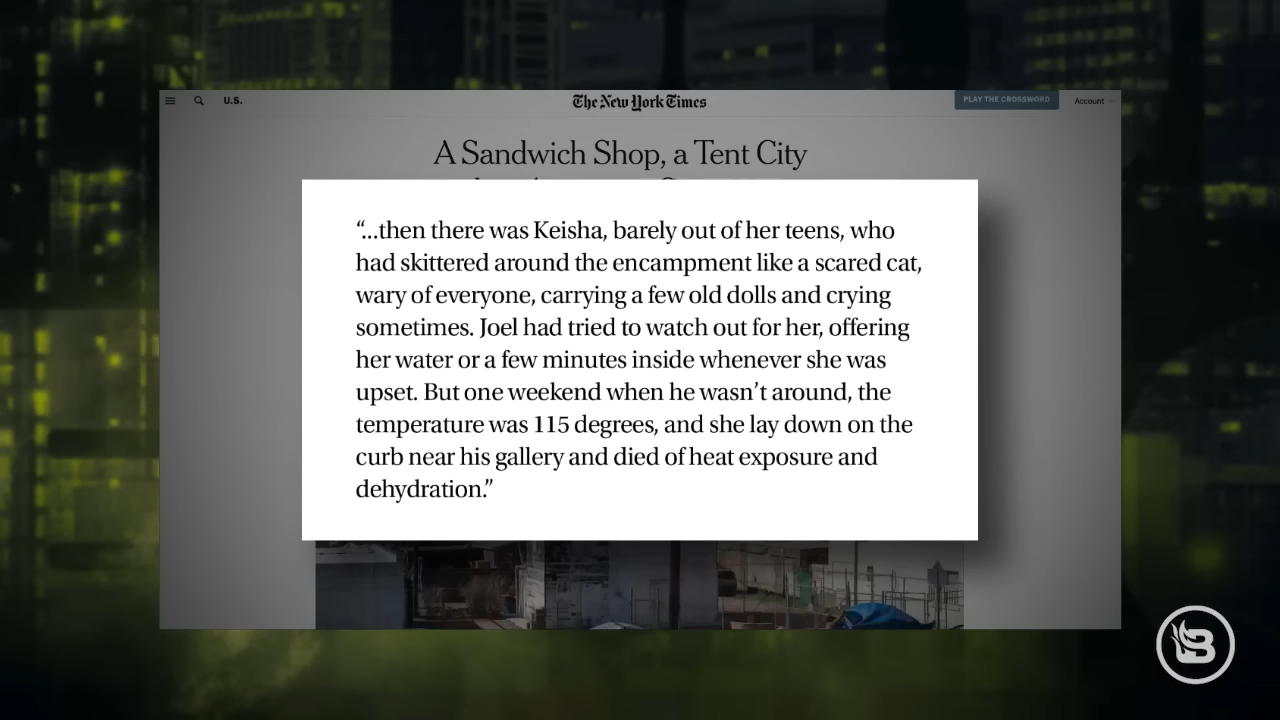 U.S.
The New York Times
PLAY THE CROSSWORD
Account
A Sandwich Shop, a Tent City
“...then there was Keisha, barely out of her teens, who
had skittered around the encampment like a scared cat,
wary of everyone, carrying a few old dolls and crying
sometimes. Joel had tried to watch out for her, offering
her water or a few minutes inside whenever she was
upset. But one weekend when he wasn’t around, the
temperature was 115 degrees, and she lay down on the
curb near his gallery and died of heat exposure and
dehydration.”
B